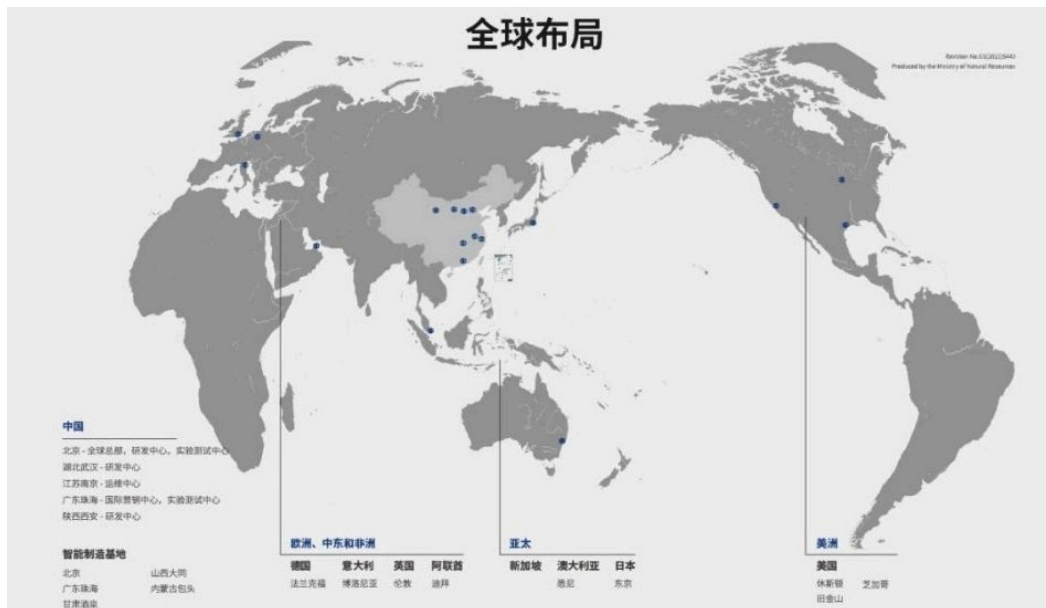 全球布局
Revision No.GS(2022)5440
Produced by the Ministry of Natural Resources
中国
北京 - 全球总部，研发中心，实验测试中心
湖北武汉 - 研发中心
江苏南京 - 运维中心
广东珠海 - 国际营销中心，实验测试中心
陕西西安 - 研发中心
智能制造基地
北京 山西大同
广东珠海 内蒙古包头
甘肃酒泉
欧洲、中东和非洲
德国 意大利 英国 阿联酋
法兰克福 博洛尼亚 伦敦 迪拜
亚太
新加坡 澳大利亚 日本
悉尼 东京
美洲
美国
休斯顿 芝加哥
旧金山